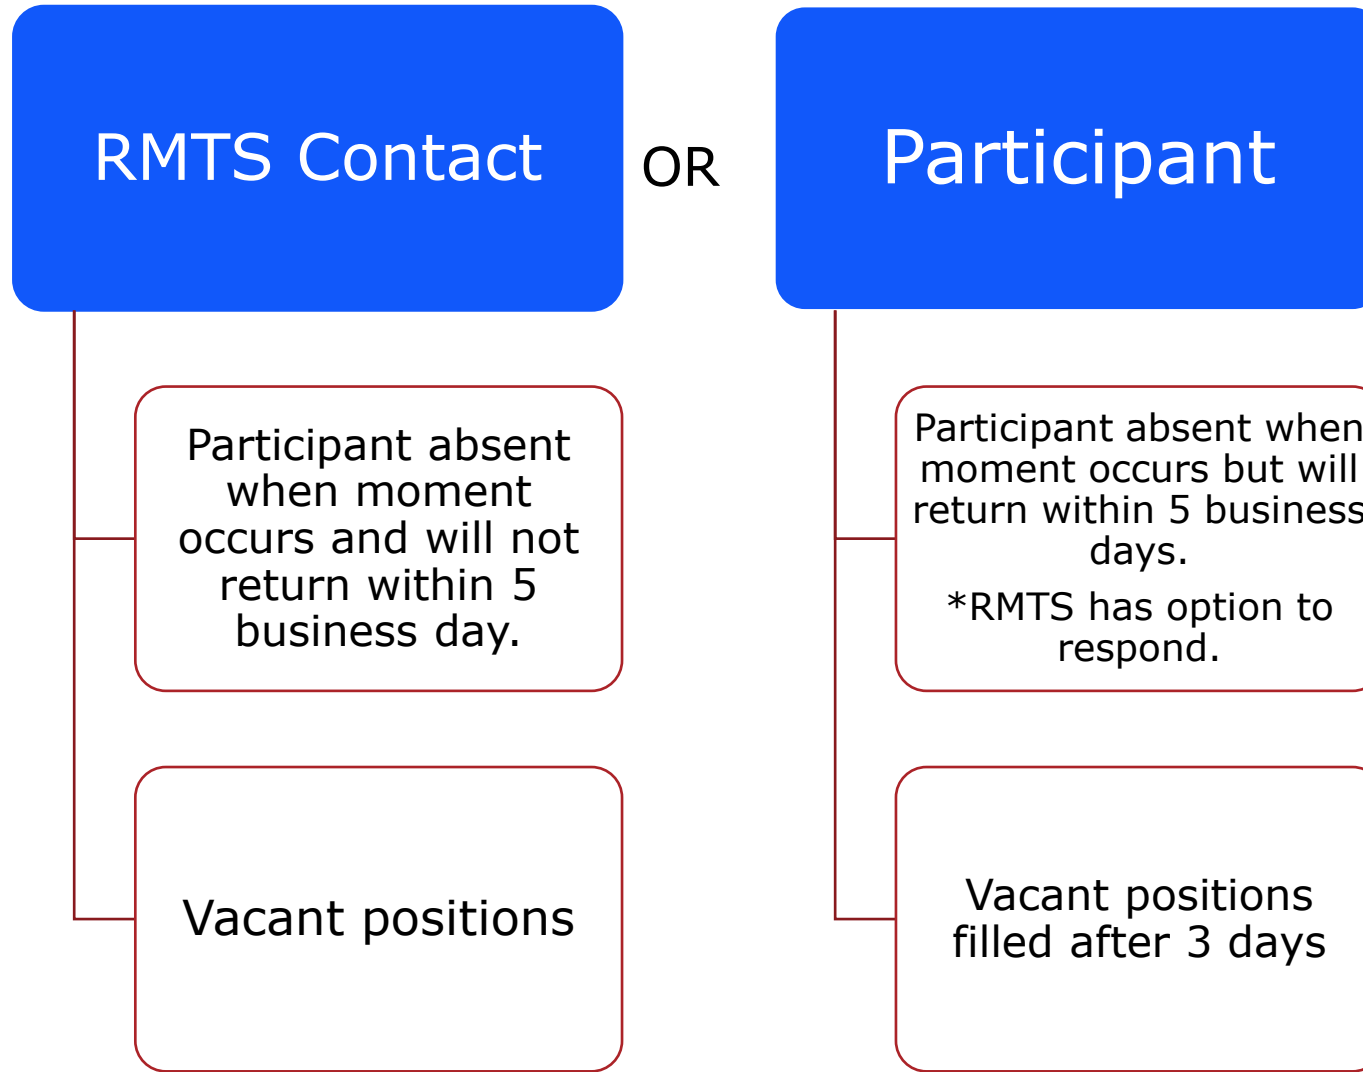 RMTS Contact
OR
Participant
Participant absent
when moment
occurs and will not
return within 5
business day.
Participant absent when
moment occurs but will
return within 5 business
days.
*RMTS has option to
respond.
Vacant positions
Vacant positions
filled after 3 days